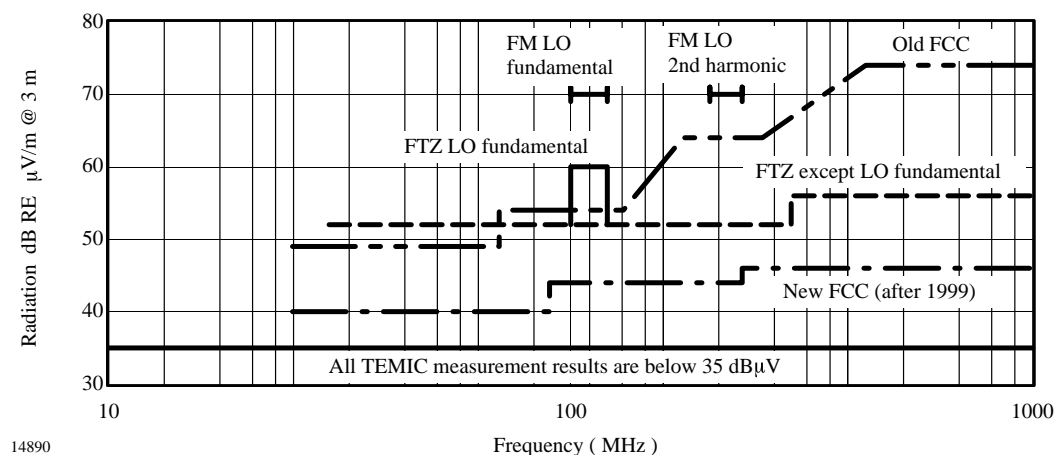 80
70
60
50
40
30
Radiation dB RE µV/m @ 3 m
FM LO
fundamental
FM LO
2nd harmonic
Old FCC
FTZ LO fundamental
FTZ except LO fundamental
New FCC (after 1999)
All TEMIC measurement results are below 35 dBµV
10
100
1000
14890
Frequency ( MHz )